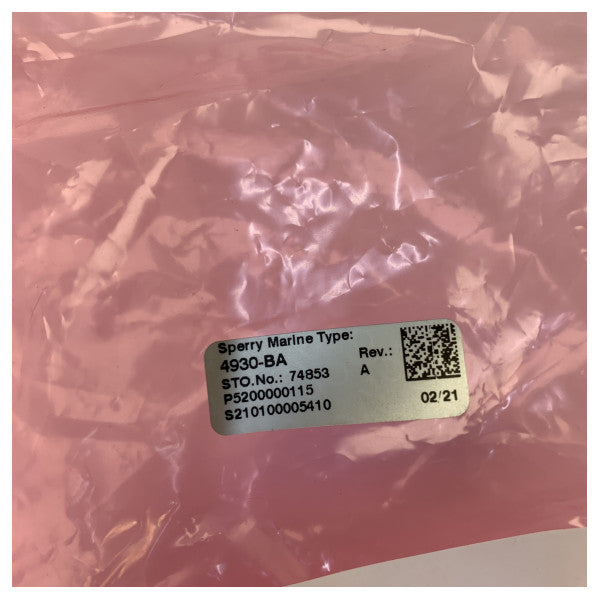 Sperry Marine Type:
4930-BA
Rev.:
STO.No.: 74853
A
P5200000115
S210100005410
02/21